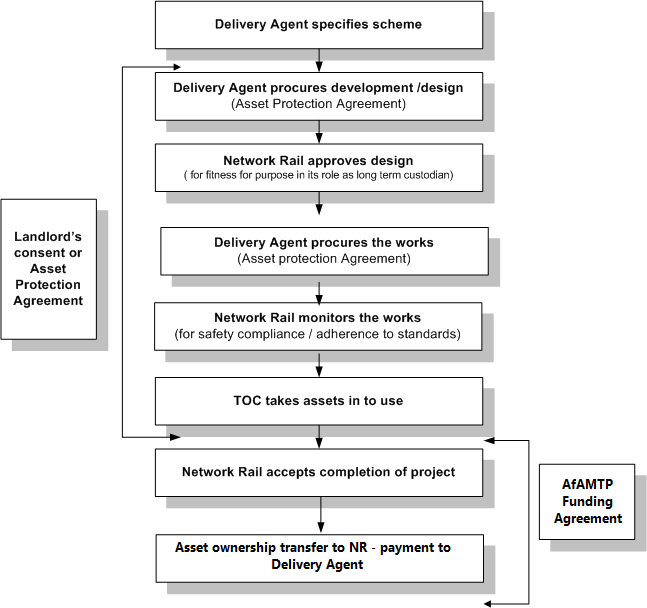 Delivery Agent specifies scheme
Delivery Agent procures development /design
(Asset Protection Agreement)
Network Rail approves design
( for fitness for purpose in its role as long term custodian)
Landlord's
consent or
Asset
Protection
Agreement
Delivery Agent procures the works
(Asset protection Agreement)
Network Rail monitors the works
(for safety compliance / adherence to standards)
TOC takes assets in to use
Network Rail accepts completion of project
AfAMTP
Funding
Agreement
Asset ownership transfer to NR - payment to
Delivery Agent